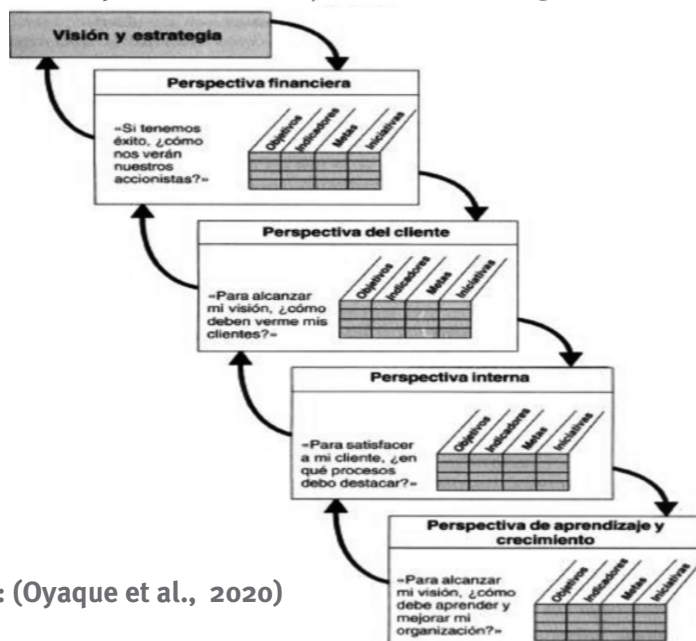 Visión y estrategia
Perspectiva financiera
«Si tenemos
éxito, ¿cómo
nos verán
nuestros
accionistas?»
Objetivos
Indicadores
Metas
Iniciativas
Perspectiva del cliente
«Para alcanzar
mi visión, ¿cómo
deben verme mis
clientes?»
Objetivos
Indicadores
Metas
Iniciativas
Perspectiva interna
«Para satisfacer
a mi cliente, ¿en
qué procesos
debo destacar?»
Objetivos
Indicadores
Metas
Iniciativas
Perspectiva de aprendizaje y
crecimiento
«Para alcanzar
mi visión, ¿cómo
debe aprender y
mejorar mi
organización?»
Objetivos
Indicadores
Metas
Iniciativas
: (Oyaque et al., 2020)